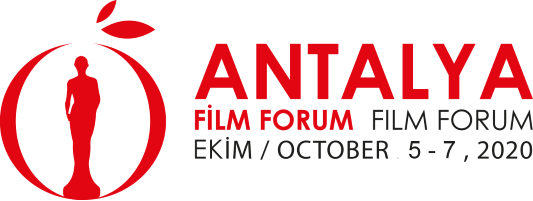 ANTALYA
FİLM FORUM FILM FORUM
EKİM / OCTOBER 5 - 7 , 2020